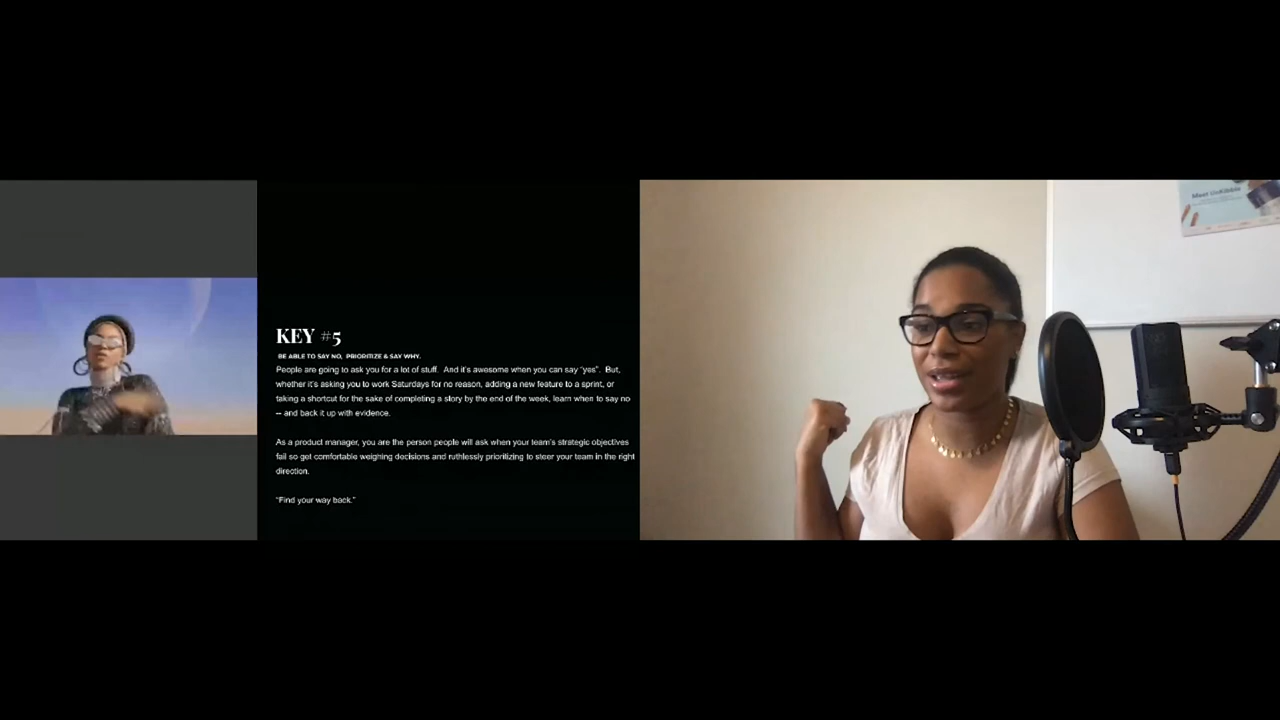 KEY #5
BE ABLE TO SAY NO, PRIORITIZE & SAY WHY.
People are going to ask you for a lot of stuff. And it's awesome when you can say "yes". But,
whether it's asking you to work Saturdays for no reason, adding a new feature to a sprint, or
taking a shortcut for the sake of completing a story by the end of the week, learn when to say no
-- and back it up with evidence.
As a product manager, you are the person people will ask when your team's strategic objectives
fail so get comfortable weighing decisions and ruthlessly prioritizing to steer your team in the right
direction.
"Find your way back."
Meet